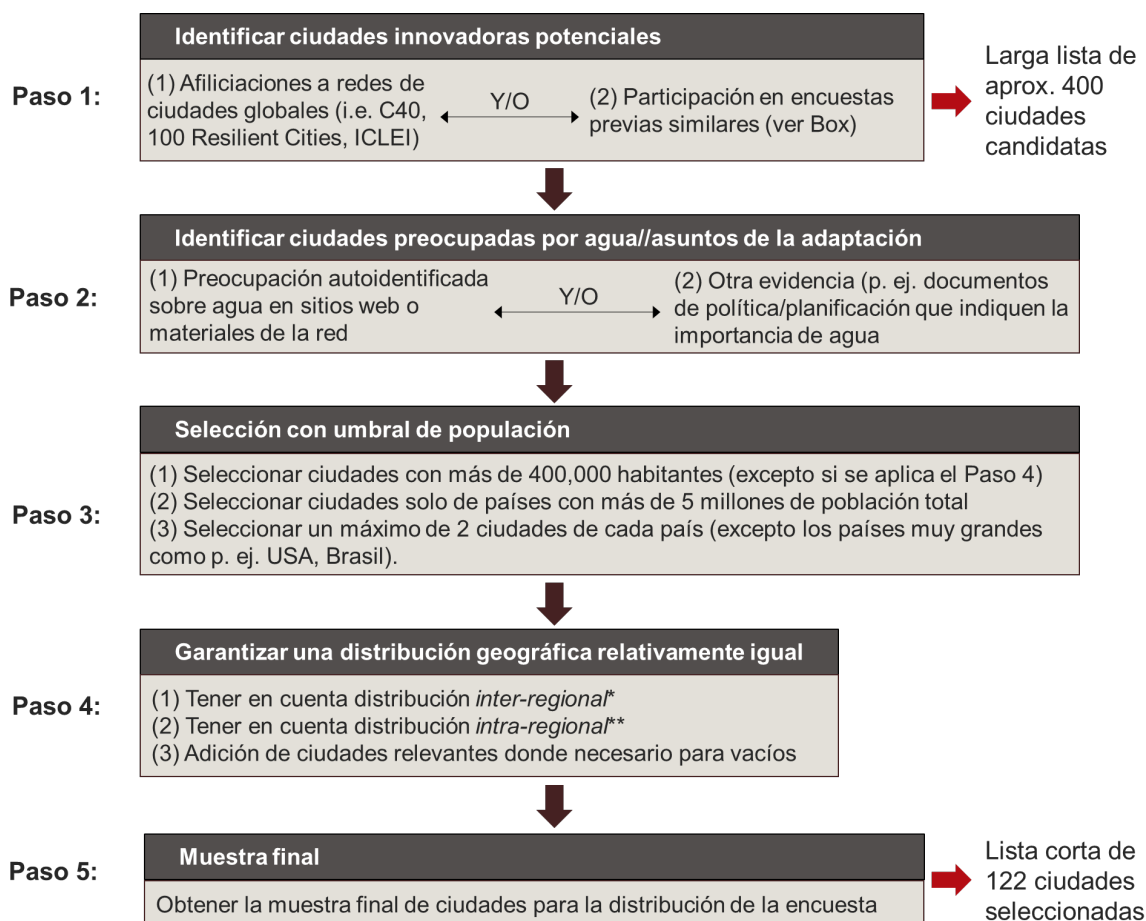 Identificar ciudades innovadoras potenciales
Paso 1:
(1) Afiliciaciones a redes de
ciudades globales (i.e. C40,
100 Resilient Cities, ICLEI)
Y/O
(2) Participación en encuestas
previas similares (ver Box)
Larga lista de
aprox. 400
ciudades
candidatas
Identificar ciudades preocupadas por agua//asuntos de la adaptación
Paso 2:
(1) Preocupación autoidentificada
sobre agua en sitios web o
materiales de la red
Y/O
(2) Otra evidencia (p. ej. documentos
de política/planificación que indiquen la
importancia de agua
Selección con umbral de populación
Paso 3:
(1) Seleccionar ciudades con más de 400,000 habitantes (excepto si se aplica el Paso 4)
(2) Seleccionar ciudades solo de países con más de 5 millones de población total
(3) Seleccionar un máximo de 2 ciudades de cada país (excepto los países muy grandes
como p. ej. USA, Brasil).
Garantizar una distribución geográfica relativamente igual
Paso 4:
(1) Tener en cuenta distribución inter-regional*
(2) Tener en cuenta distribución intra-regional**
(3) Adición de ciudades relevantes donde necesario para vacíos
Muestra final
Paso 5:
Obtener la muestra final de ciudades para la distribución de la encuesta
Lista corta de
122 ciudades
seleccionadas